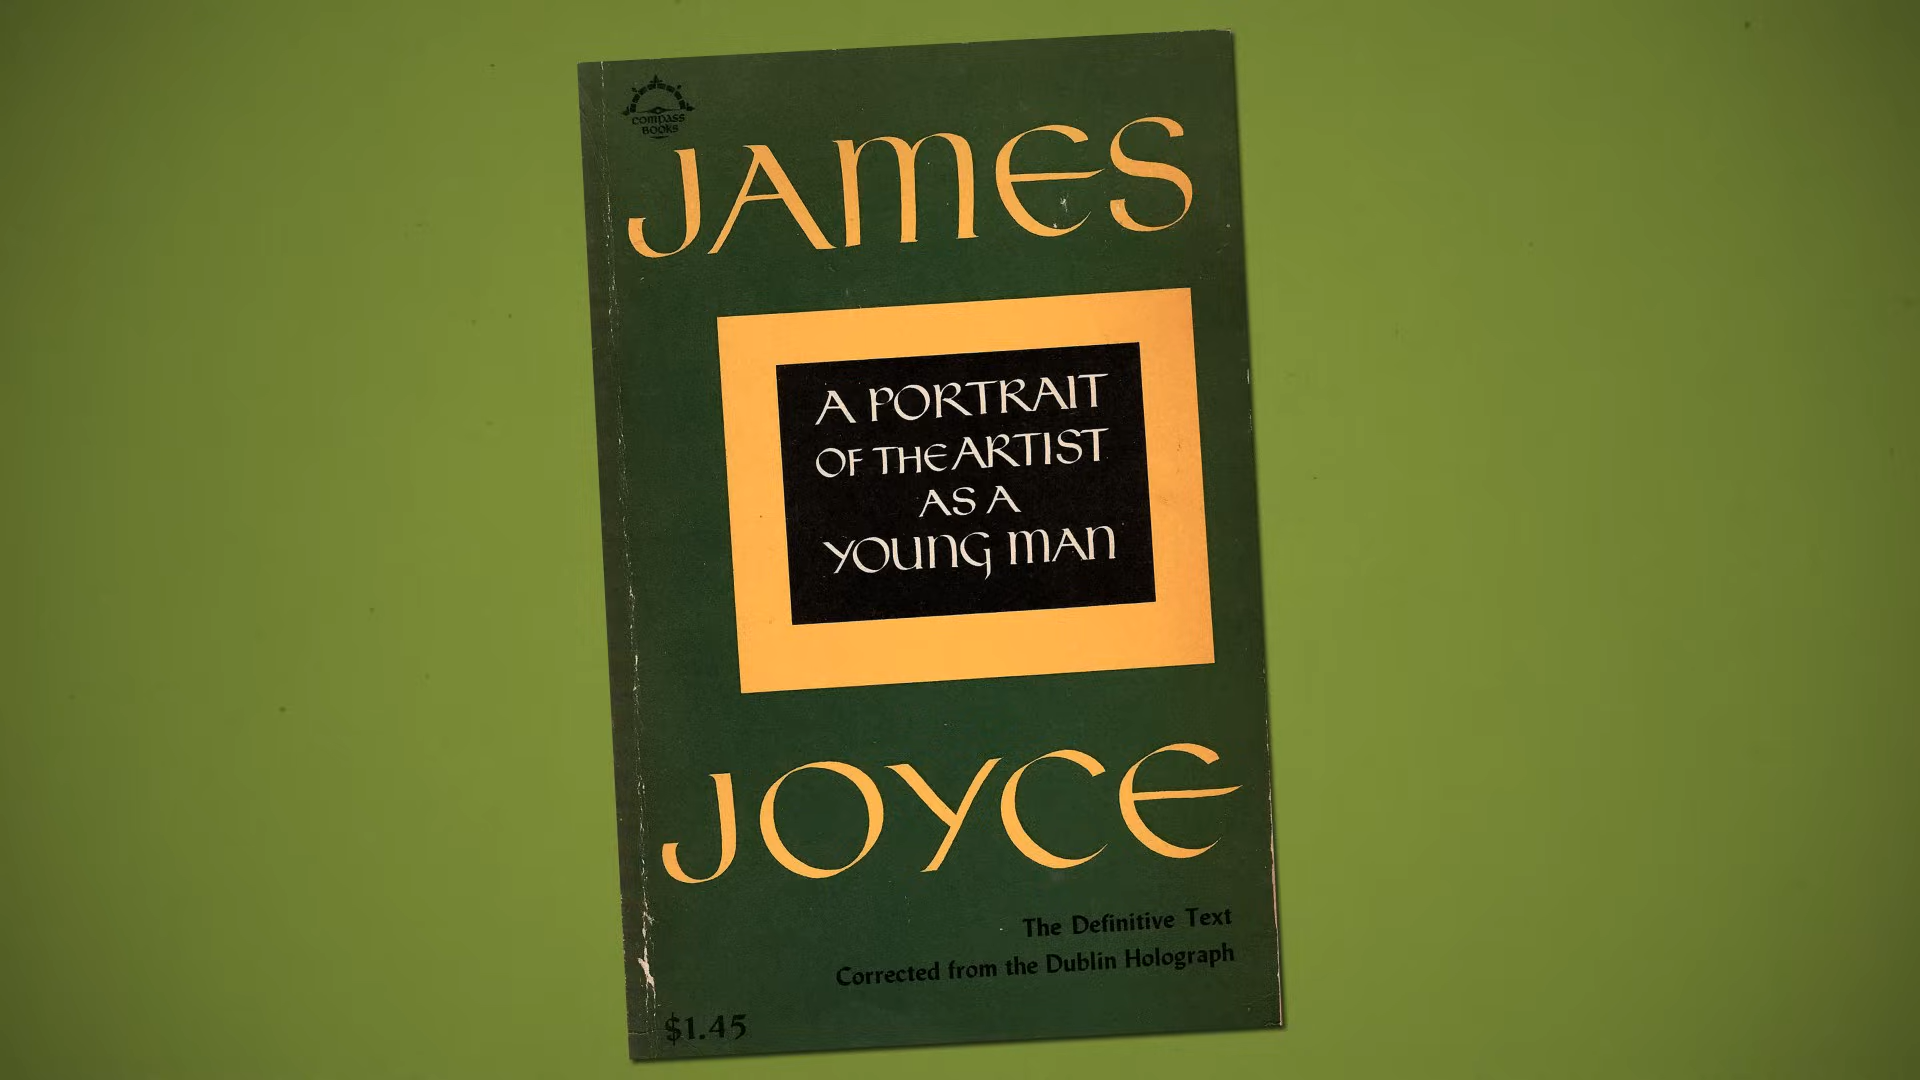 COMPASS
BOOKS
JAMES
A PORTRAIT
OF THE ARTIST
AS A
YOUNG MAN
JOYCE
The Definitive Text
Corrected from the Dublin Holograph
$1.45